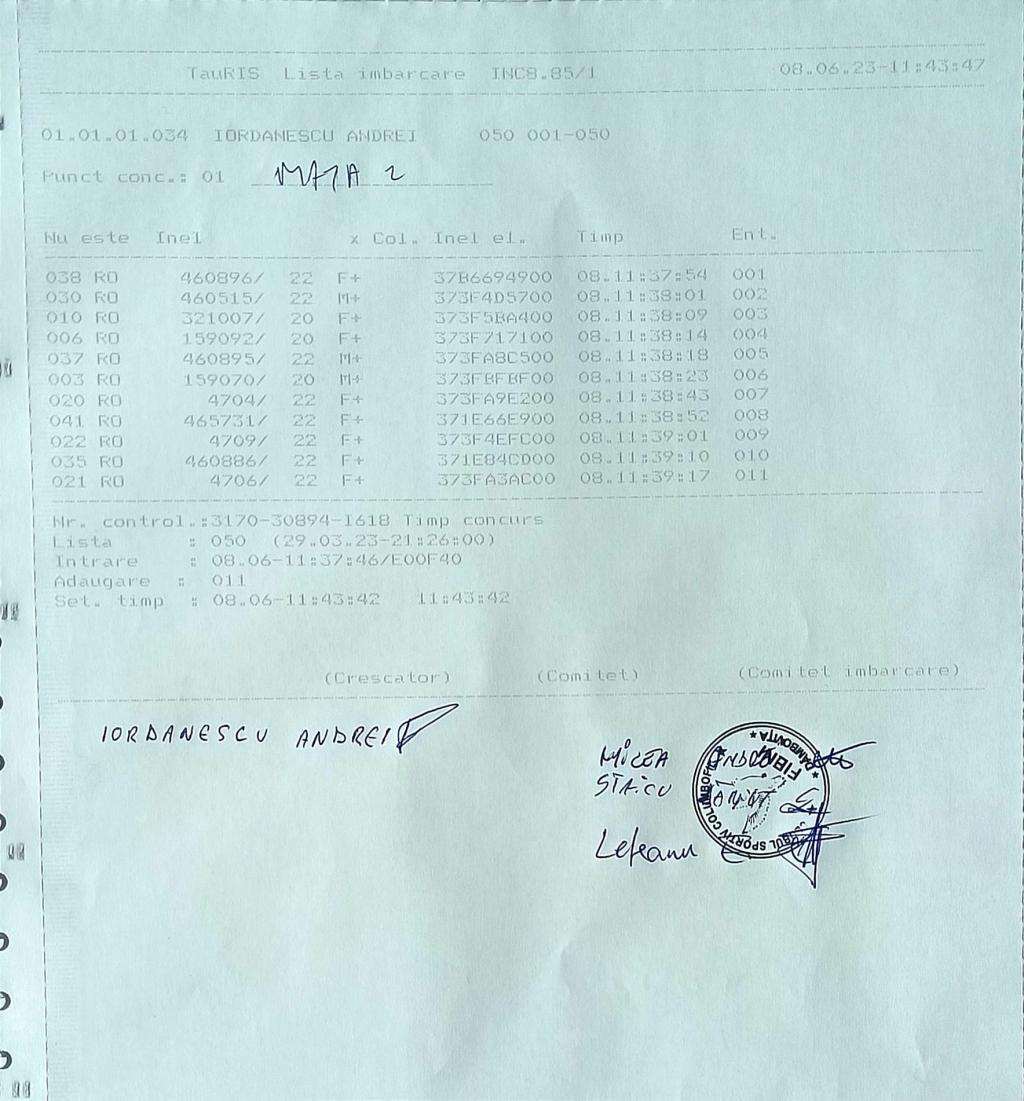 TauRIS Lista imbarcare INC8.85/1 08.06.23-11:43:47
01.01.01.034 IORDANESCU ANDREI 050 001-050
Punct conc.: 01
Nu este Inel x Col. Inel el. Timp Ent.
038 RO 460896/ 22 F+ 37B6694900 08.11:37:54 001
030 RO 460515/ 22 M+ 373F4D5700 08.11:38:01 002
010 RO 321007/ 20 F+ 373F5BA400 08.11:38:09 003
006 RO 159092/ 20 F+ 373F717100 08.11:38:14 004
037 RO 460895/ 22 M+ 373FA8C500 08.11:38:18 005
003 RO 159070/ 20 M+ 373FBFBF00 08.11:38:23 006
020 RO 4704/ 22 F+ 373FA9E200 08.11:38:43 007
041 RO 465731/ 22 F+ 371E66E900 08.11:38:52 008
022 RO 4709/ 22 F+ 373F4EFC00 08.11:39:01 009
035 RO 460886/ 22 F+ 371E84CD00 08.11:39:10 010
021 RO 4706/ 22 F+ 373FA3AC00 08.11:39:17 011
Nr. control.:3170-30894-1618 Timp concurs
Lista : 050 (29.03.23-21:26:00)
Intrare : 08.06-11:37:46/E00F40
Adaugare : 011
Set. timp : 08.06-11:43:42 11:43:42
(Crescator) (Comitet) (Comitet imbarcare)
IORDANESCU ANDREI
MICEA
STAICU
SPORTIV
DAMBOVITA